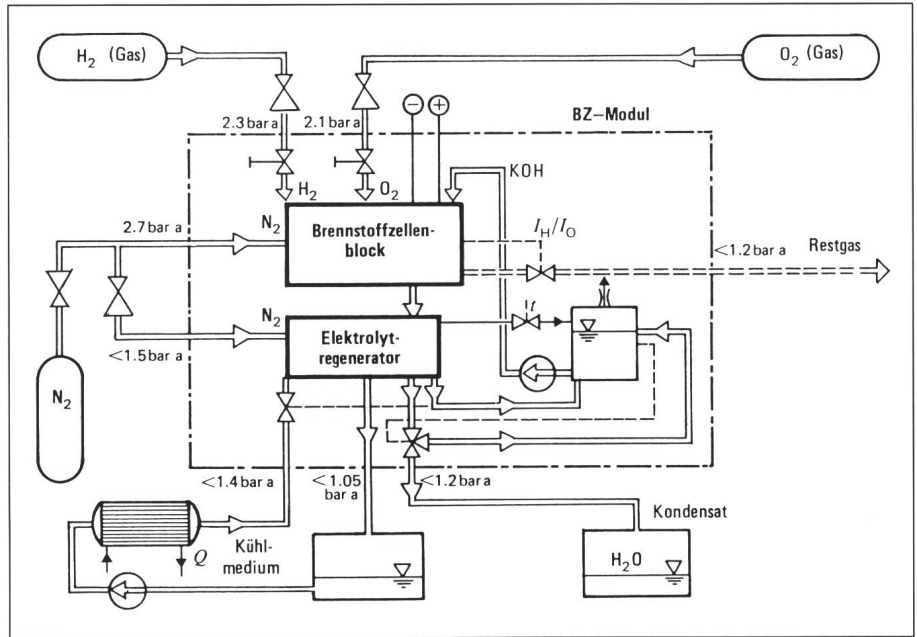 H₂ (Gas)
O₂ (Gas)
2.3 bar a
2.1 bar a
− +
BZ–Modul
KOH
H₂
O₂
2.7 bar a
N₂
Brennstoffzellen-
block
I_H/I_O
<1.2 bar a
Restgas
N₂
Elektrolyt-
regenerator
t
<1.5 bar a
N₂
<1.4 bar a
<1.05
bar a
<1.2 bar a
Kondensat
Q
Kühl-
medium
H₂O